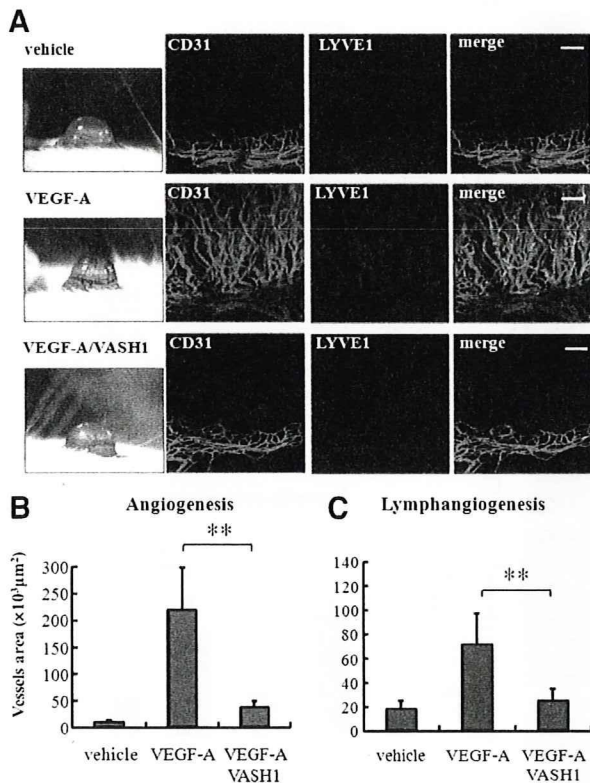 A
vehicle
CD31 LYVE1 merge
VEGF-A
CD31 LYVE1 merge
VEGF-A/VASH1
CD31 LYVE1 merge
B Angiogenesis
**
Vessels area (×10³μm²)
300
250
200
150
100
50
0
vehicle VEGF-A VEGF-A
VASH1
C Lymphangiogenesis
**
140
120
100
80
60
40
20
0
vehicle VEGF-A VEGF-A
VASH1